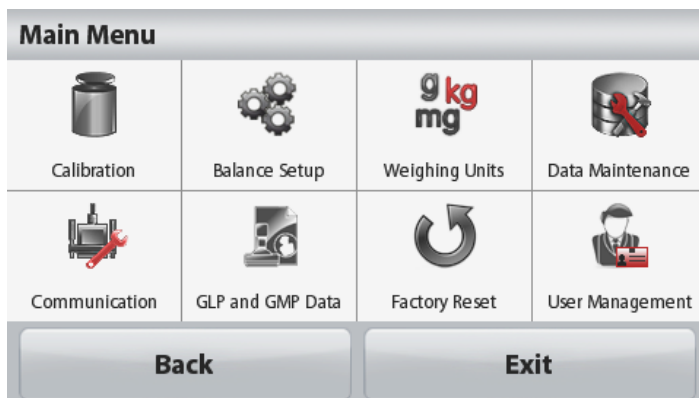 Main Menu
g kg
mg
Calibration
Balance Setup
Weighing Units
Data Maintenance
Communication
GLP and GMP Data
Factory Reset
User Management
Back
Exit